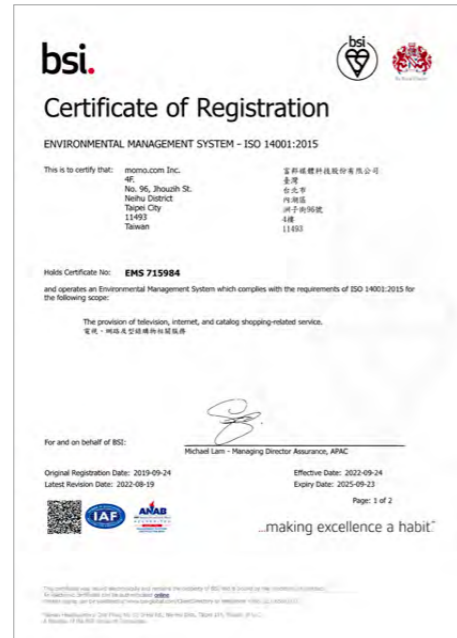 bsi.
bsi
By Royal Charter
Certificate of Registration
ENVIRONMENTAL MANAGEMENT SYSTEM - ISO 14001:2015
This is to certify that:
momo.com Inc.
4F.
No. 96, Jhouzih St.
Neihu District
Taipei City
11493
Taiwan
富邦媒體科技股份有限公司
臺灣
台北市
內湖區
洲子街96號
4樓
11493
Holds Certificate No: EMS 715984
and operates an Environmental Management System which complies with the requirements of ISO 14001:2015 for
the following scope:
The provision of television, internet, and catalog shopping-related service.
電視、網路及型錄購物相關服務
For and on behalf of BSI:
Michael Lam - Managing Director Assurance, APAC
Original Registration Date: 2019-09-24
Effective Date: 2022-09-24
Latest Revision Date: 2022-08-19
Expiry Date: 2025-09-23
Page: 1 of 2
IAF
ANAB
ACCREDITED
...making excellence a habit.™